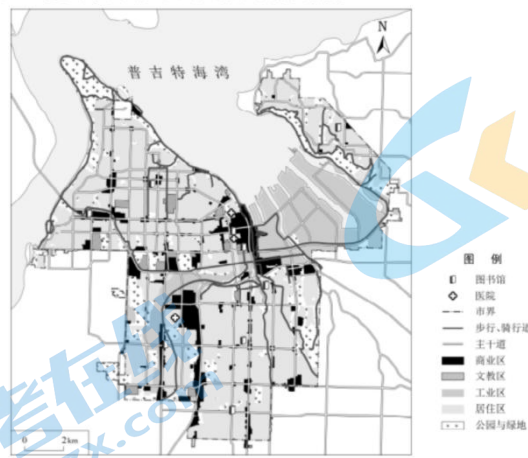 普吉特海湾
N
图 例
图书馆
医院
市界
步行、骑行道
主干道
商业区
文教区
工业区
居住区
公园与绿地
0 2km